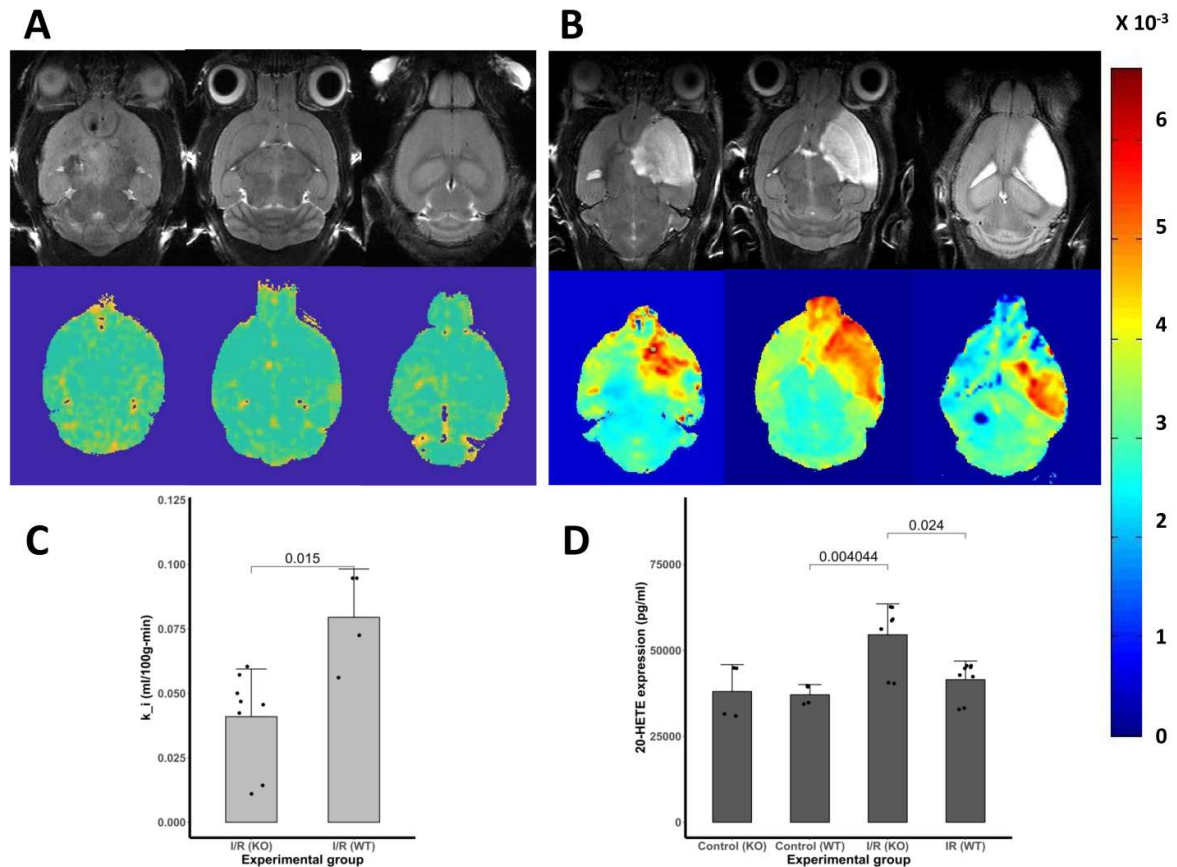 A
B
X 10⁻³
6
5
4
3
2
1
0
C
0.125
0.100
0.075
0.050
0.025
0.000
k_i (ml/100g-min)
0.015
I/R (KO)
I/R (WT)
Experimental group
D
75000
50000
25000
0
20-HETE expression (pg/ml)
0.004044
0.024
Control (KO)
Control (WT)
I/R (KO)
IR (WT)
Experimental group